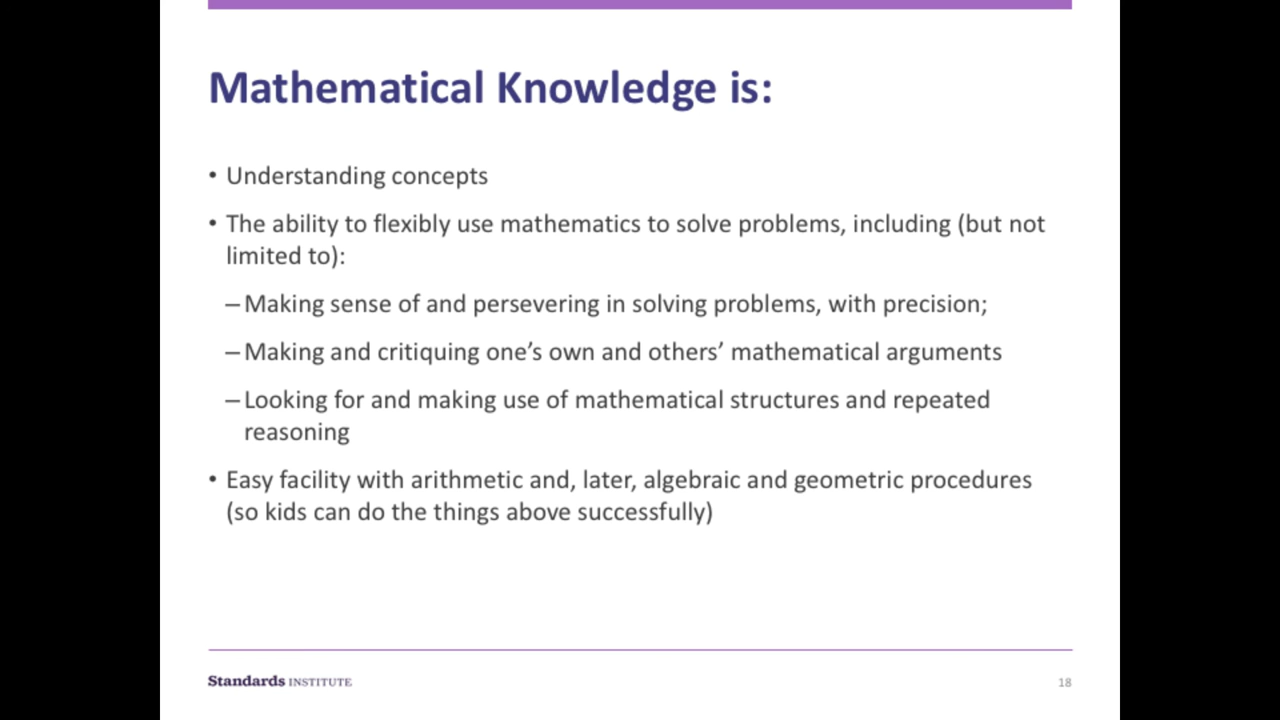 Mathematical Knowledge is:
• Understanding concepts
• The ability to flexibly use mathematics to solve problems, including (but not
limited to):
– Making sense of and persevering in solving problems, with precision;
– Making and critiquing one’s own and others’ mathematical arguments
– Looking for and making use of mathematical structures and repeated
reasoning
• Easy facility with arithmetic and, later, algebraic and geometric procedures
(so kids can do the things above successfully)
Standards INSTITUTE
18